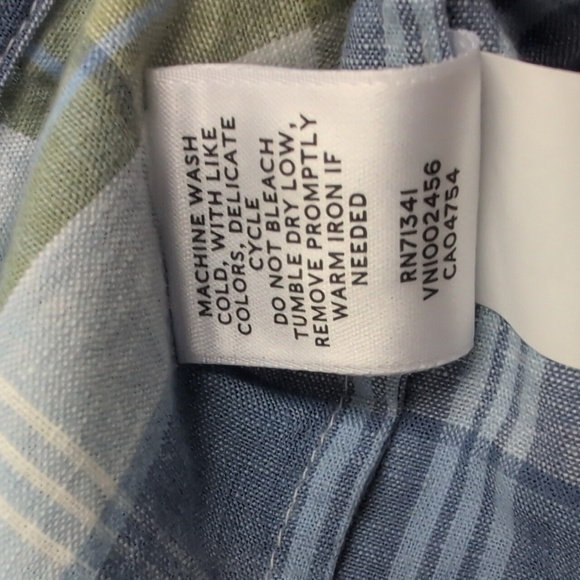 MACHINE WASH
COLD, WITH LIKE
COLORS, DELICATE
CYCLE
DO NOT BLEACH
TUMBLE DRY LOW,
REMOVE PROMPTLY
WARM IRON IF
NEEDED
RN71341
VN1002456
CA04754